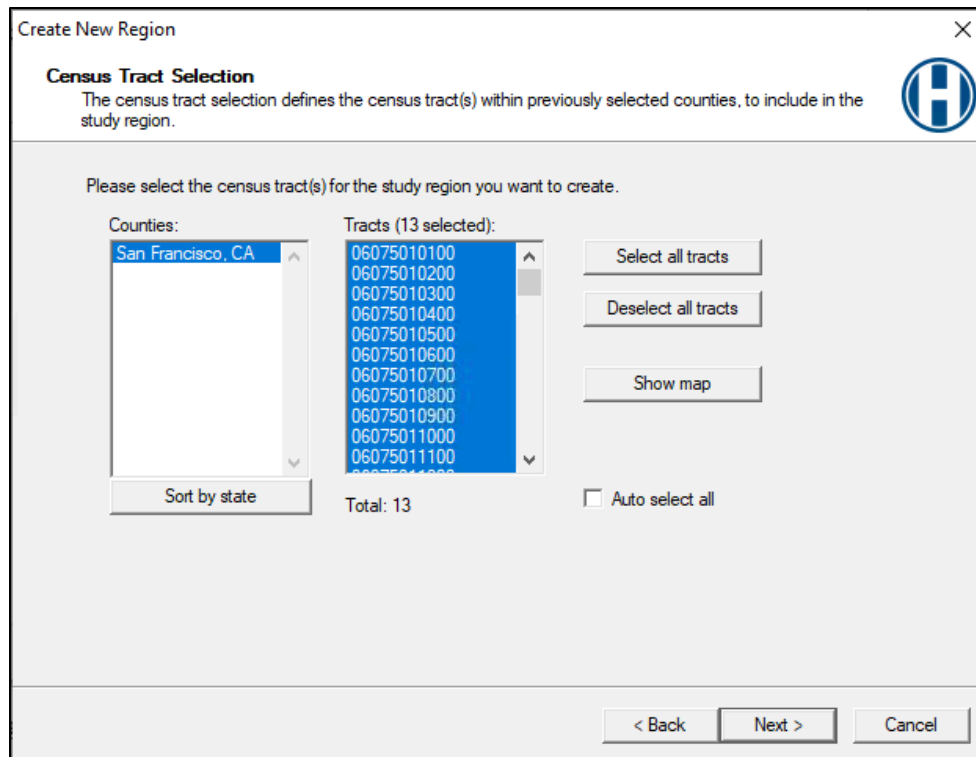 Create New Region
Census Tract Selection
The census tract selection defines the census tract(s) within previously selected counties, to include in the
study region.
Please select the census tract(s) for the study region you want to create.
Counties:
San Francisco, CA
Sort by state
Tracts (13 selected):
06075010100
06075010200
06075010300
06075010400
06075010500
06075010600
06075010700
06075010800
06075010900
06075011000
06075011100
Total: 13
Select all tracts
Deselect all tracts
Show map
Auto select all
< Back
Next >
Cancel